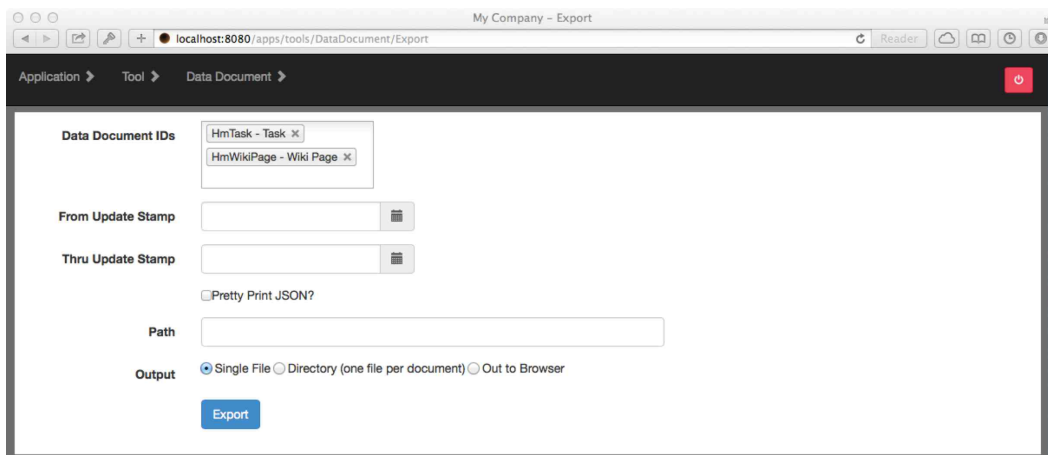 My Company – Export
localhost:8080/apps/tools/DataDocument/Export
Reader
Application Tool Data Document
Data Document IDs
HmTask - Task
HmWikiPage - Wiki Page
From Update Stamp
Thru Update Stamp
Pretty Print JSON?
Path
Output Single File Directory (one file per document) Out to Browser
Export